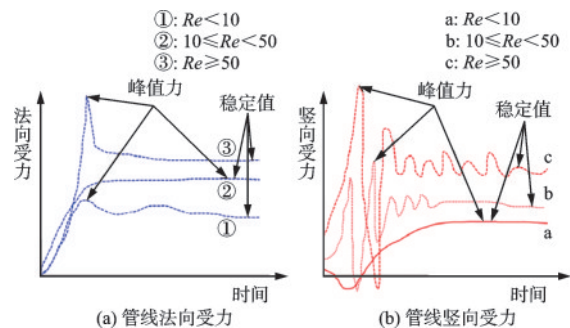 ①: Re<10
②: 10≤Re<50
③: Re≥50
峰值力
稳定值
法向受力
③
②
①
时间
(a) 管线法向受力
a: Re<10
b: 10≤Re<50
c: Re≥50
峰值力
稳定值
竖向受力
c
b
a
时间
(b) 管线竖向受力